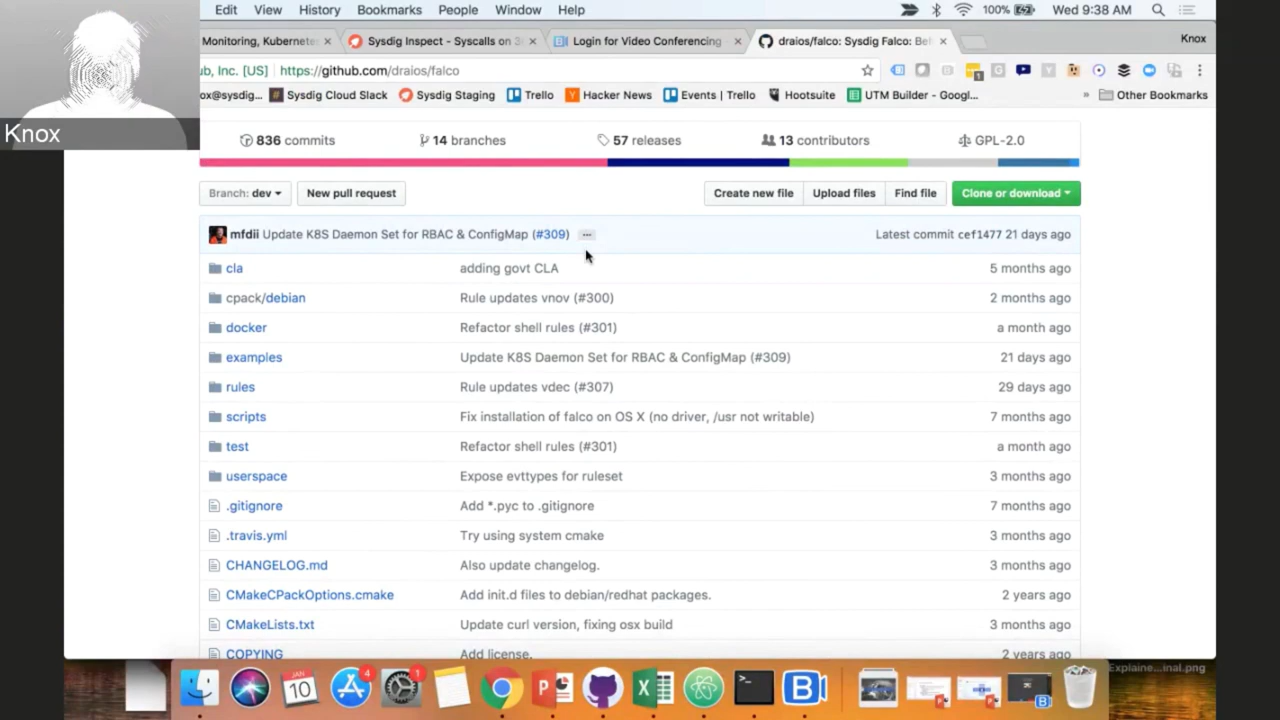 Edit View History Bookmarks People Window Help 100% Wed 9:38 AM
Monitoring, Kubernete Sysdig Inspect - Syscalls on 3 Login for Video Conferencing draios/falco: Sysdig Falco: Beh Knox
ub, Inc. [US] https://github.com/draios/falco
ox@sysdig... Sysdig Cloud Slack Sysdig Staging Trello Hacker News Events | Trello Hootsuite UTM Builder - Googl... » Other Bookmarks
Knox
836 commits 14 branches 57 releases 13 contributors GPL-2.0
Branch: dev New pull request Create new file Upload files Find file Clone or download
mfdii Update K8S Daemon Set for RBAC & ConfigMap (#309) ... Latest commit cef1477 21 days ago
cla adding govt CLA 5 months ago
cpack/debian Rule updates vnov (#300) 2 months ago
docker Refactor shell rules (#301) a month ago
examples Update K8S Daemon Set for RBAC & ConfigMap (#309) 21 days ago
rules Rule updates vdec (#307) 29 days ago
scripts Fix installation of falco on OS X (no driver, /usr not writable) 7 months ago
test Refactor shell rules (#301) a month ago
userspace Expose evttypes for ruleset 3 months ago
.gitignore Add *.pyc to .gitignore 7 months ago
.travis.yml Try using system cmake 3 months ago
CHANGELOG.md Also update changelog. 3 months ago
CMakeCPackOptions.cmake Add init.d files to debian/redhat packages. 2 years ago
CMakeLists.txt Update curl version, fixing osx build 3 months ago
COPYING Add license. 2 years ago
Explaine...inal.png
JAN
10
4
1